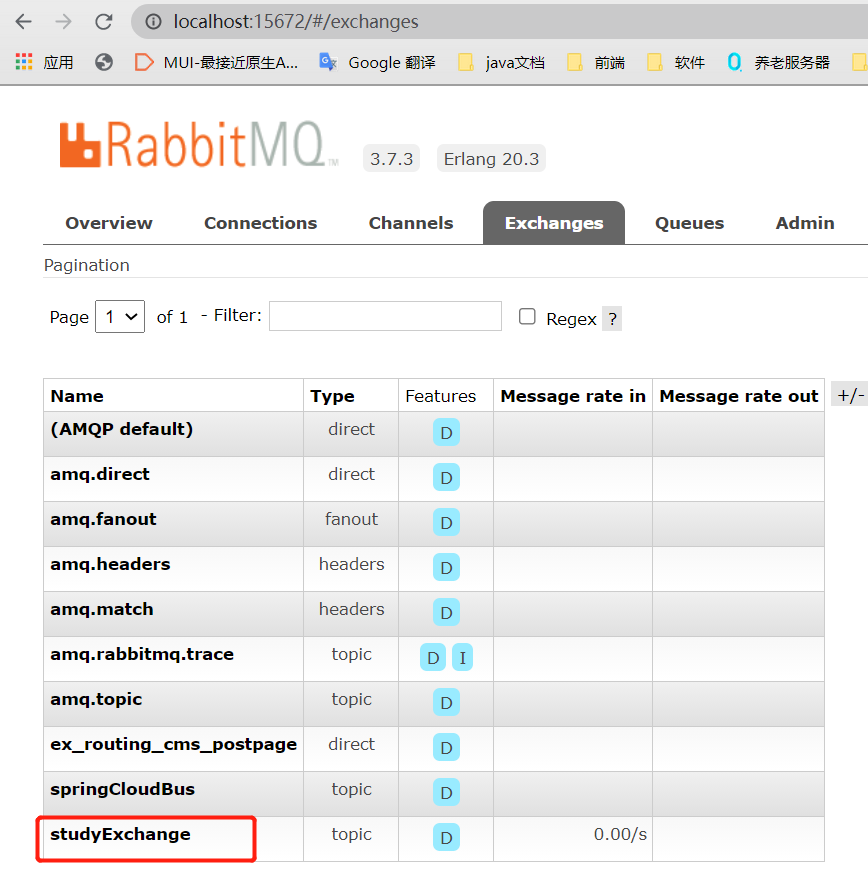 localhost:15672/#/exchanges
应用 MUI-最接近原生A... Google 翻译 java文档 前端 软件 养老服务器
RabbitMQ TM 3.7.3 Erlang 20.3
Overview Connections Channels Exchanges Queues Admin
Pagination
Page 1 of 1 - Filter: Regex ?
Name Type Features Message rate in Message rate out +/-
(AMQP default) direct D
amq.direct direct D
amq.fanout fanout D
amq.headers headers D
amq.match headers D
amq.rabbitmq.trace topic D I
amq.topic topic D
ex_routing_cms_postpage direct D
springCloudBus topic D
studyExchange topic D 0.00/s